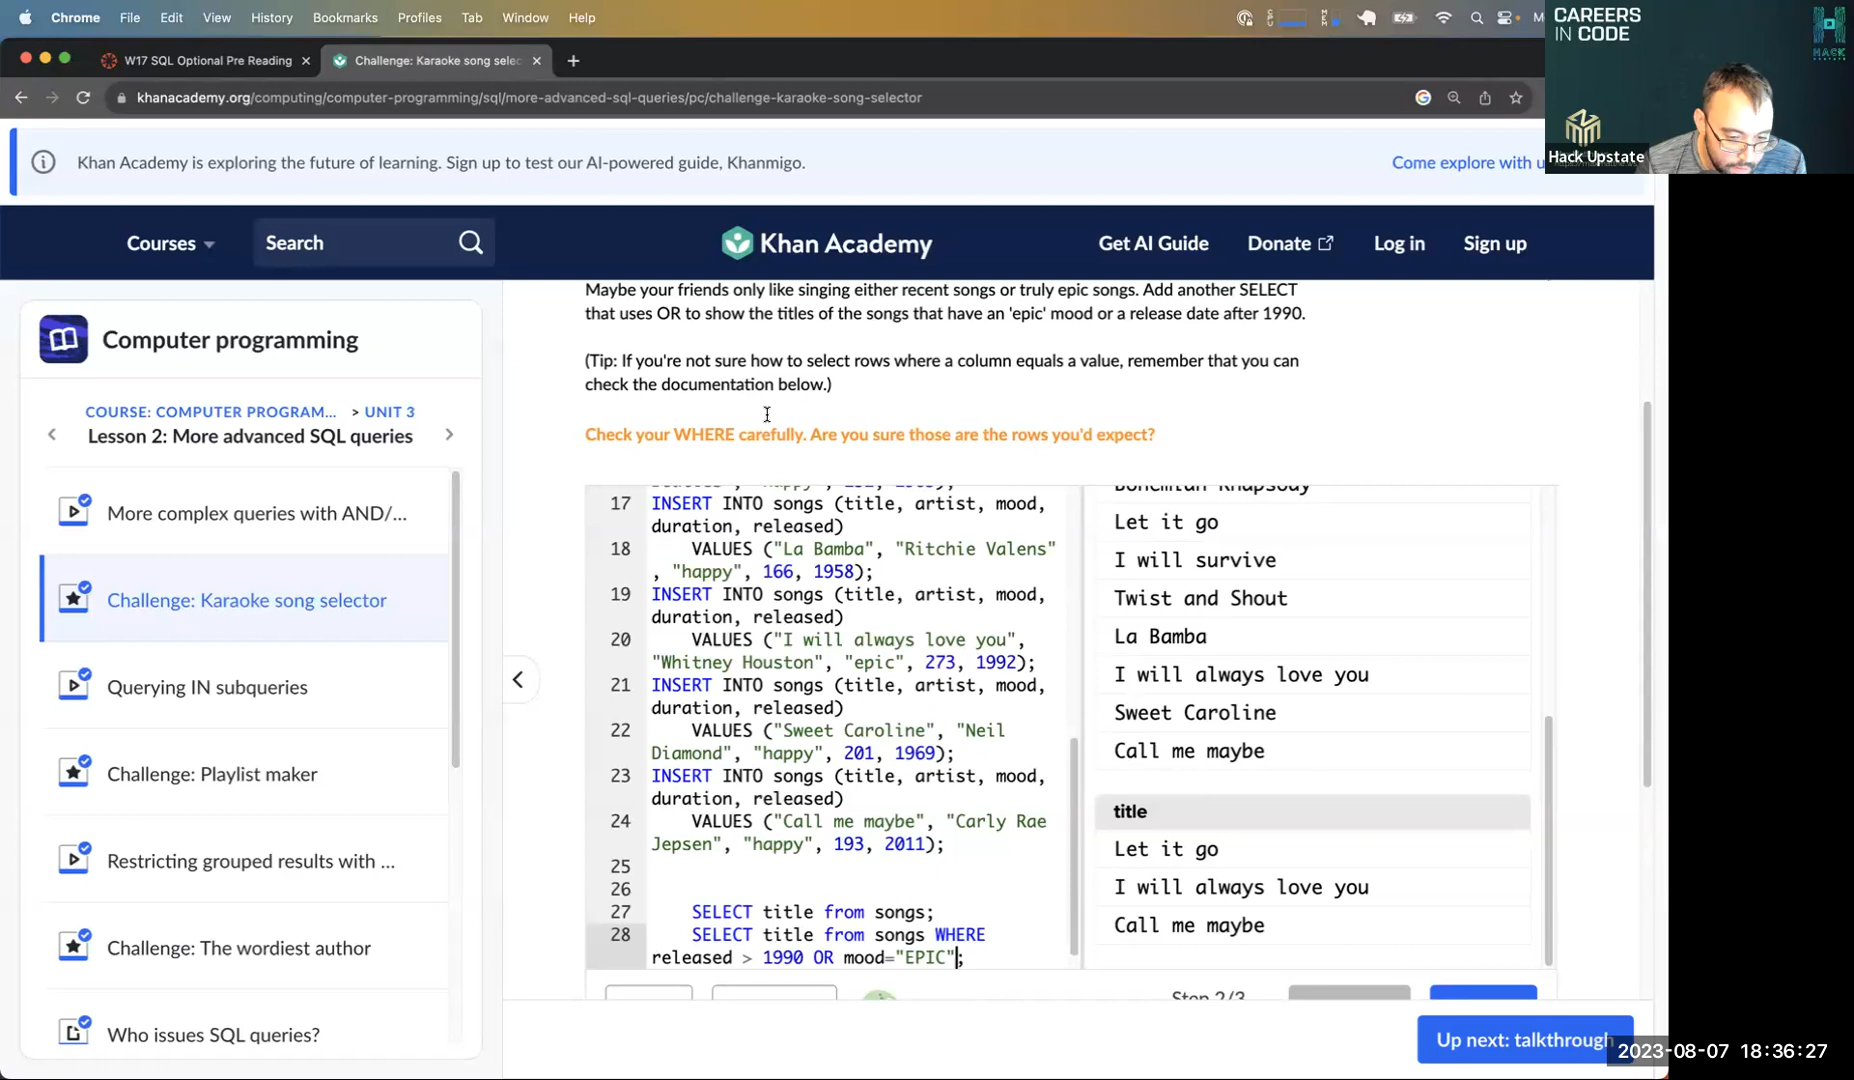 Chrome File Edit View History Bookmarks Profiles Tab Window Help
CAREERS
IN CODE
HACK
W17 SQL Optional Pre Reading
Challenge: Karaoke song selec
khanacademy.org/computing/computer-programming/sql/more-advanced-sql-queries/pc/challenge-karaoke-song-selector
Hack Upstate
Khan Academy is exploring the future of learning. Sign up to test our AI-powered guide, Khanmigo.
Come explore with u
Courses
Search
Khan Academy
Get AI Guide
Donate
Log in
Sign up
Computer programming
COURSE: COMPUTER PROGRAM... > UNIT 3
Lesson 2: More advanced SQL queries
More complex queries with AND/...
Challenge: Karaoke song selector
Querying IN subqueries
Challenge: Playlist maker
Restricting grouped results with ...
Challenge: The wordiest author
Who issues SQL queries?
Maybe your friends only like singing either recent songs or truly epic songs. Add another SELECT
that uses OR to show the titles of the songs that have an 'epic' mood or a release date after 1990.
(Tip: If you're not sure how to select rows where a column equals a value, remember that you can
check the documentation below.)
Check your WHERE carefully. Are you sure those are the rows you'd expect?
17 INSERT INTO songs (title, artist, mood,
duration, released)
18 VALUES ("La Bamba", "Ritchie Valens"
, "happy", 166, 1958);
19 INSERT INTO songs (title, artist, mood,
duration, released)
20 VALUES ("I will always love you",
"Whitney Houston", "epic", 273, 1992);
21 INSERT INTO songs (title, artist, mood,
duration, released)
22 VALUES ("Sweet Caroline", "Neil
Diamond", "happy", 201, 1969);
23 INSERT INTO songs (title, artist, mood,
duration, released)
24 VALUES ("Call me maybe", "Carly Rae
Jepsen", "happy", 193, 2011);
25
26
27 SELECT title from songs;
28 SELECT title from songs WHERE
released > 1990 OR mood="EPIC";
Bohemian Rhapsody
Let it go
I will survive
Twist and Shout
La Bamba
I will always love you
Sweet Caroline
Call me maybe
title
Let it go
I will always love you
Call me maybe
Step 2/3
Up next: talkthrough
2023-08-07 18:36:27